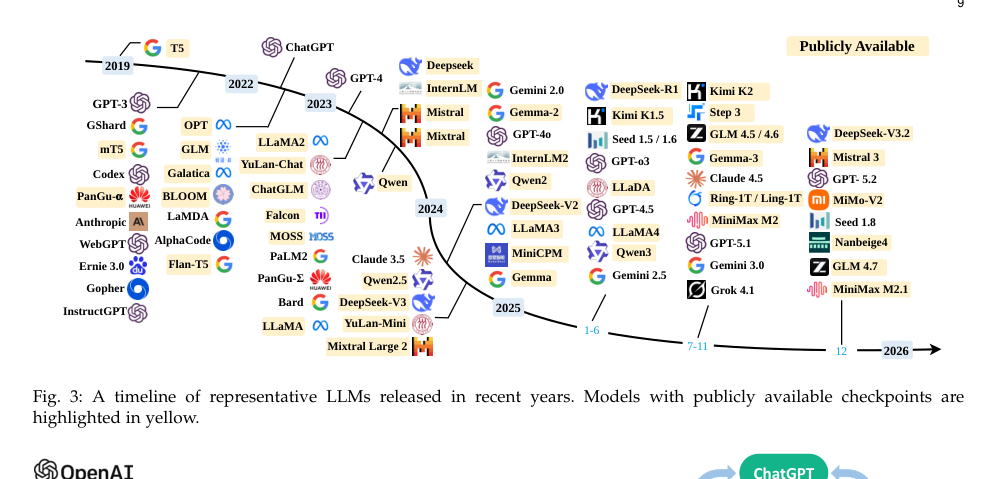 9
T5
Publicly Available
2019
ChatGPT
2022
GPT-4
2023
GPT-3
GShard
mT5
Codex
PanGu-α
HUAWEI
Anthropic
WebGPT
Ernie 3.0
Gopher
InstructGPT
OPT
GLM
Galatica
BLOOM
LaMDA
AlphaCode
Flan-T5
LLaMA2
YuLan-Chat
ChatGLM
Falcon
MOSS
MOSS
PaLM2
PanGu-Σ
HUAWEI
Bard
LLaMA
Deepseek
InternLM
Mistral
Mixtral
Qwen
2024
Claude 3.5
Qwen2.5
DeepSeek-V3
YuLan-Mini
Mixtral Large 2
Gemini 2.0
Gemma-2
GPT-4o
InternLM2
Qwen2
DeepSeek-V2
LLaMA3
MiniCPM
Gemma
2025
DeepSeek-R1
Kimi K1.5
Seed 1.5 / 1.6
GPT-o3
LLaDA
GPT-4.5
LLaMA4
Qwen3
Gemini 2.5
1-6
Kimi K2
Step 3
GLM 4.5 / 4.6
Gemma-3
Claude 4.5
Ring-1T / Ling-1T
MiniMax M2
GPT-5.1
Gemini 3.0
Grok 4.1
7-11
DeepSeek-V3.2
Mistral 3
GPT- 5.2
MiMo-V2
Seed 1.8
Nanbeige4
GLM 4.7
MiniMax M2.1
12
2026
Fig. 3: A timeline of representative LLMs released in recent years. Models with publicly available checkpoints are
highlighted in yellow.
OpenAI
ChatGPT